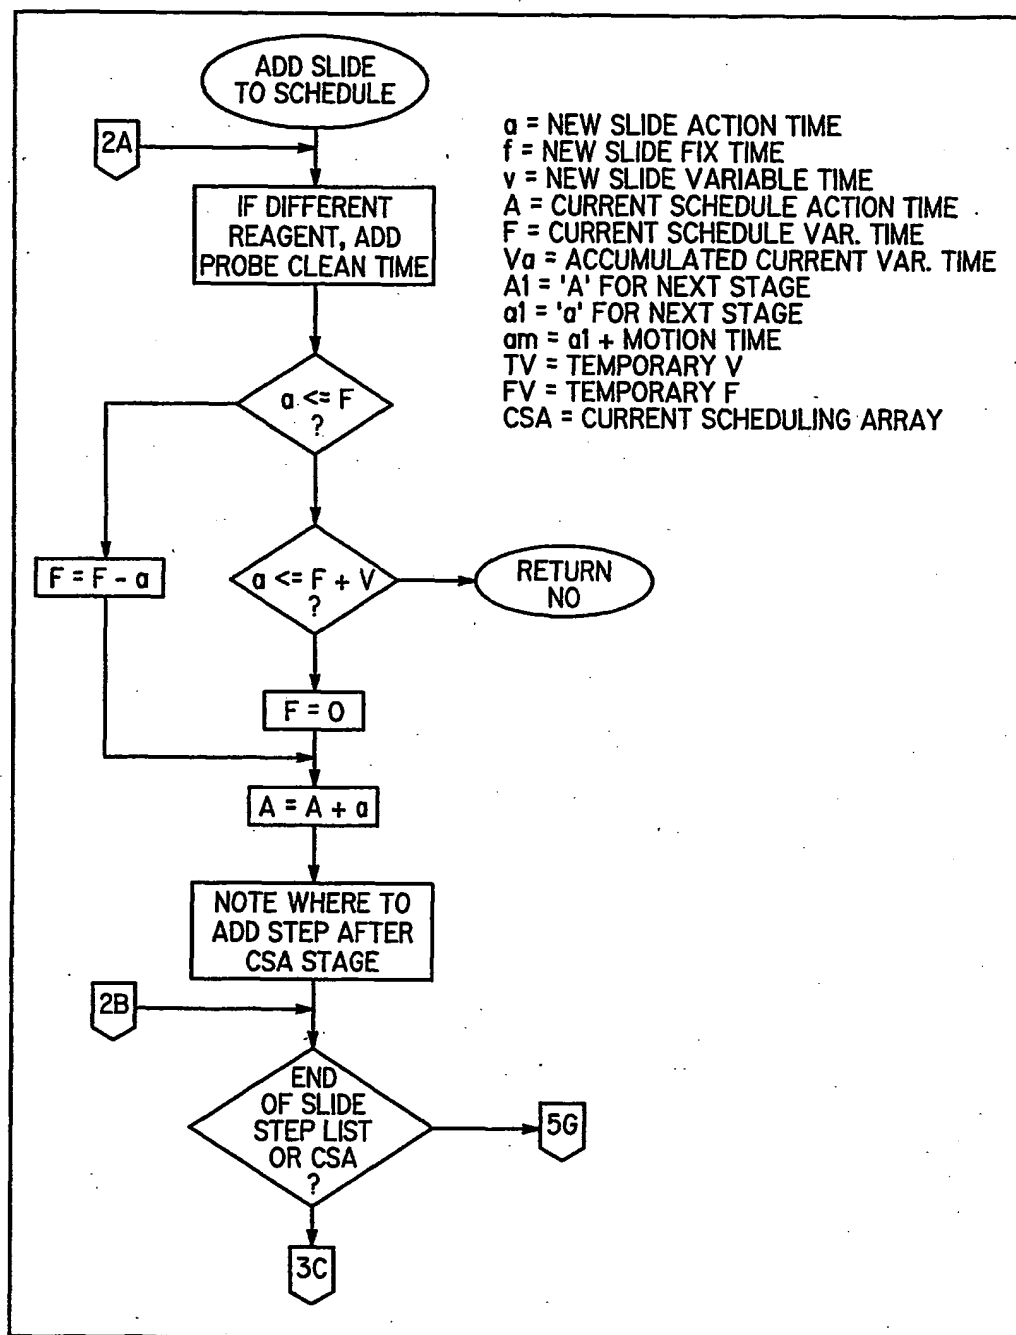 ADD SLIDE
TO SCHEDULE
2A
a = NEW SLIDE ACTION TIME
f = NEW SLIDE FIX TIME
v = NEW SLIDE VARIABLE TIME
A = CURRENT SCHEDULE ACTION TIME
F = CURRENT SCHEDULE VAR. TIME
Va = ACCUMULATED CURRENT VAR. TIME
A1 = 'A' FOR NEXT STAGE
a1 = 'a' FOR NEXT STAGE
am = a1 + MOTION TIME
TV = TEMPORARY V
FV = TEMPORARY F
CSA = CURRENT SCHEDULING ARRAY
IF DIFFERENT
REAGENT, ADD
PROBE CLEAN TIME
a <= F
?
F = F - a
a <= F + V
?
RETURN
NO
F = 0
A = A + a
NOTE WHERE TO
ADD STEP AFTER
CSA STAGE
2B
END
OF SLIDE
STEP LIST
OR CSA
?
5G
3C